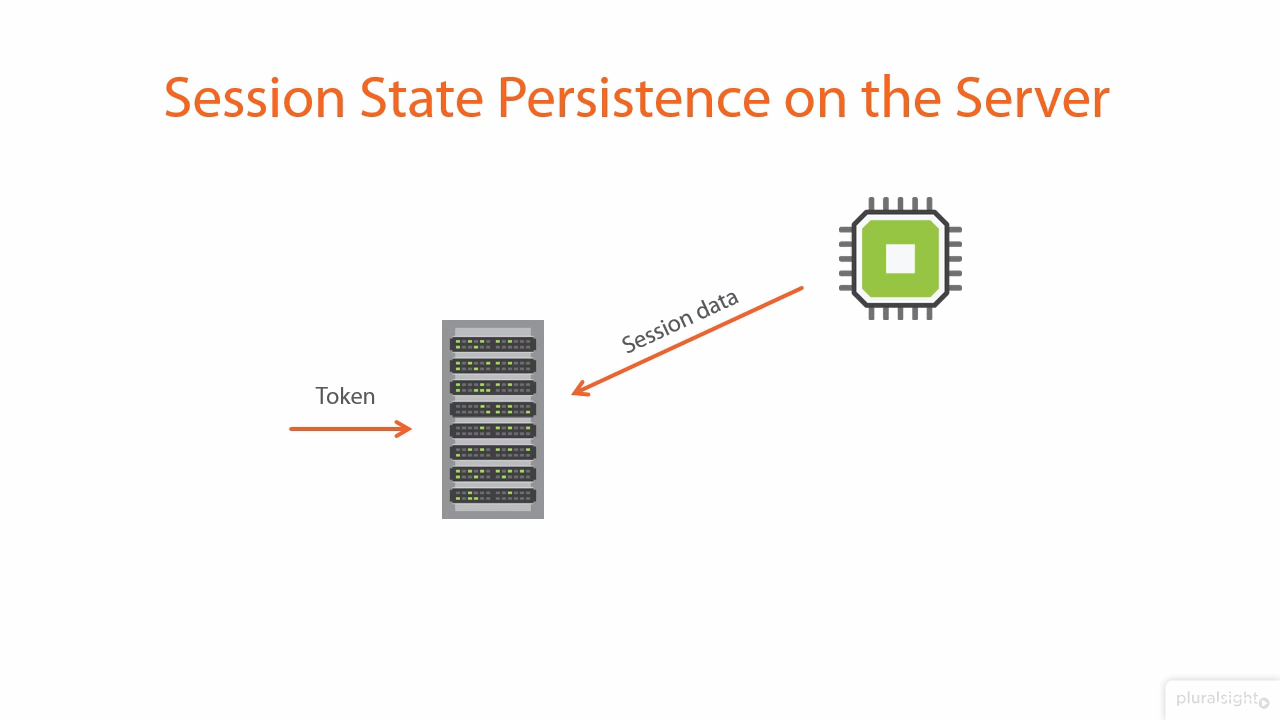 Session State Persistence on the Server
Session data
Token
pluralsight